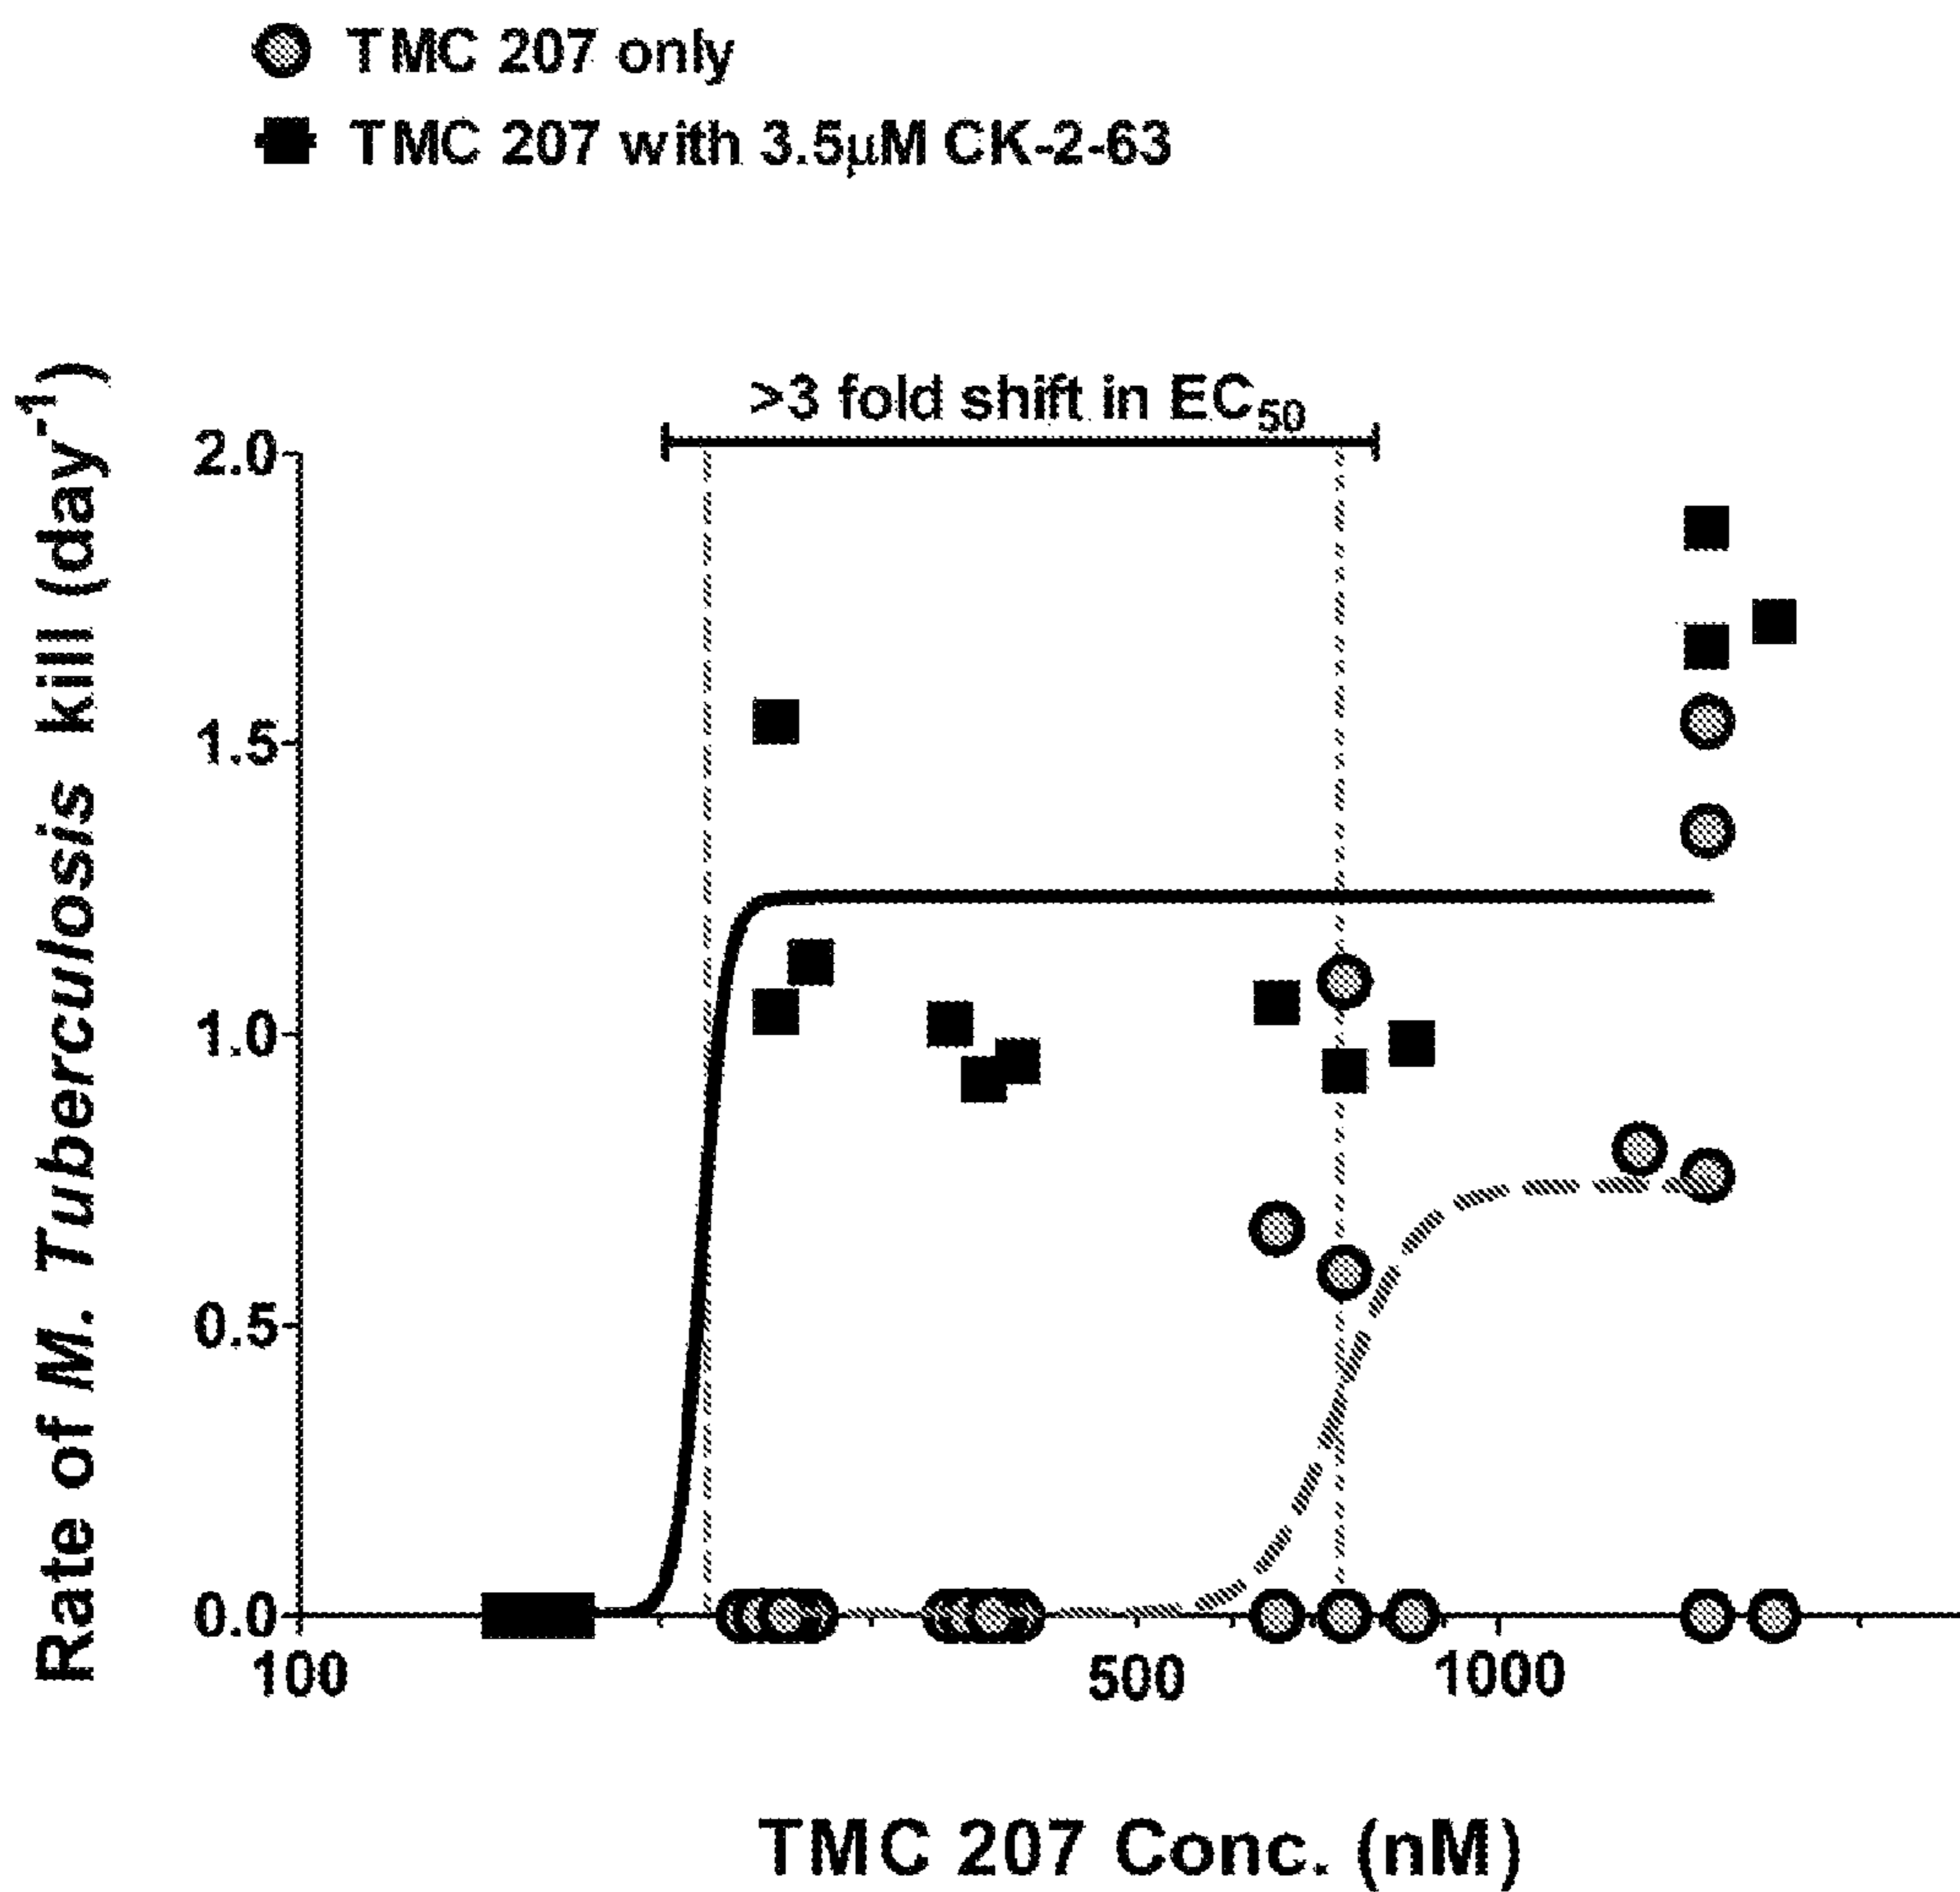 TMC 207 only
TMC 207 with 3.5µM CK-2-63
>3 fold shift in EC50
Rate of M. Tuberculosis kill (day-1)
2.0
1.5
1.0
0.5
0.0
100
500
1000
TMC 207 Conc. (nM)